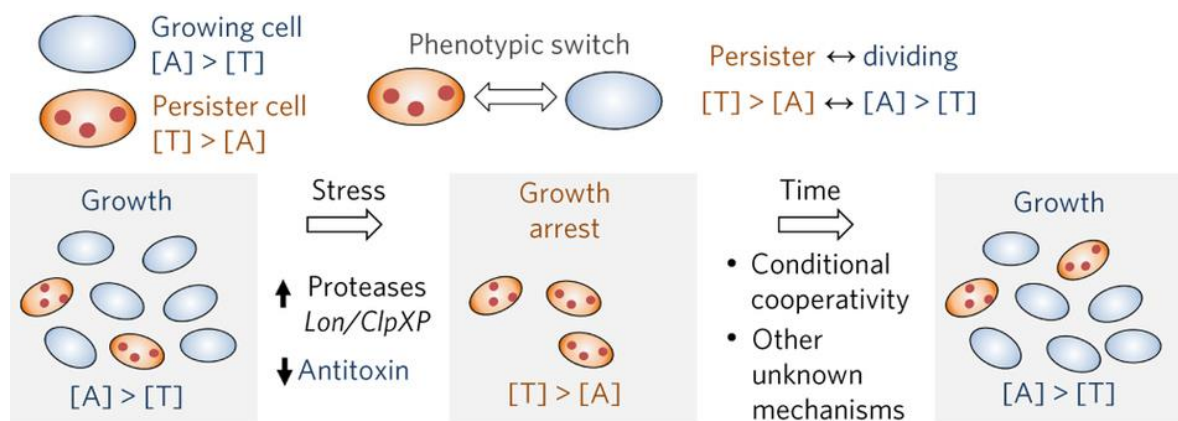 Growing cell
[A] > [T]
Persister cell
[T] > [A]
Phenotypic switch
Persister ↔ dividing
[T] > [A] ↔ [A] > [T]
Growth
[A] > [T]
Stress
Proteases
Lon/ClpXP
Antitoxin
Growth
arrest
[T] > [A]
Time
• Conditional
cooperativity
• Other
unknown
mechanisms
Growth
[A] > [T]